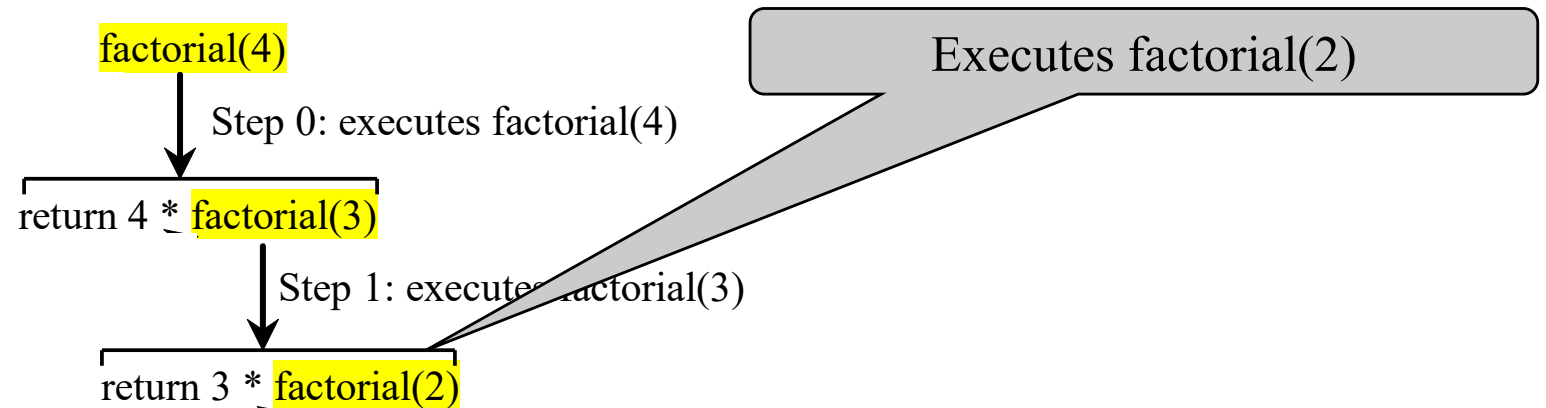 factorial(4)
Executes factorial(2)
Step 0: executes factorial(4)
return 4 * factorial(3)
Step 1: executes factorial(3)
return 3 * factorial(2)